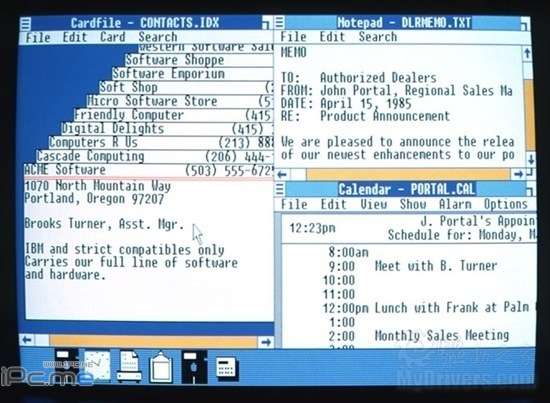 Cardfile - CONTACTS.IDX
File Edit Card Search
Western Software Sal
Software Shoppe
Software Emporium
Soft Shop (2
Micro Software Store (5
Friendly Computer (415
Digital Delights (415)
Computers R Us (213) 88
Cascade Computing (206) 444-
ACME Software (503) 555-672
1070 North Mountain Way
Portland, Oregon 97207
Brooks Turner, Asst. Mgr.
IBM and strict compatibles only
Carries our full line of software
and hardware.
Notepad - DLRMEMO.TXT
File Edit Search
MEMO
TO: Authorized Dealers
FROM: John Portal, Regional Sales Ma
DATE: April 15, 1985
RE: Product Announcement
We are pleased to announce the relea
of our newest enhancements to our po
Calendar - PORTAL.CAL
File Edit View Show Alarm Options
12:23pm J. Portal's Appoin
Schedule for: Monday, Ma
8:00am
9:00 Meet with B. Turner
10:00
11:00
12:00pm Lunch with Frank at Palm
1:00
2:00 Monthly Sales Meeting
WWW.IPC.ME
iPc.me
MyDrivers.com